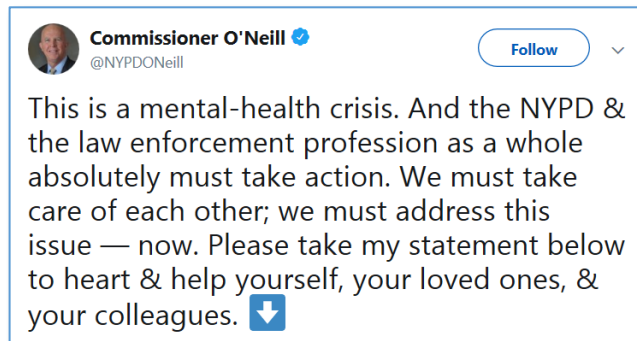 Commissioner O'Neill
@NYPDONeill
Follow
This is a mental-health crisis. And the NYPD &
the law enforcement profession as a whole
absolutely must take action. We must take
care of each other; we must address this
issue — now. Please take my statement below
to heart & help yourself, your loved ones, &
your colleagues. ⬇